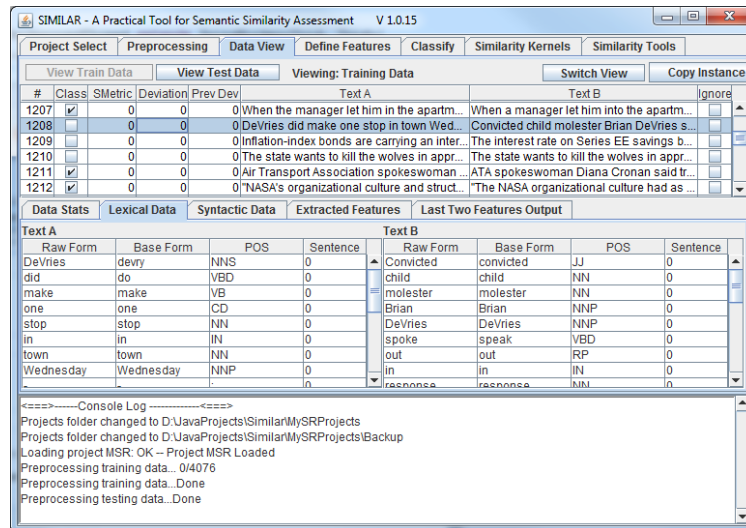 SIMILAR - A Practical Tool for Semantic Similarity Assessment V 1.0.15
Project Select Preprocessing Data View Define Features Classify Similarity Kernels Similarity Tools
View Train Data View Test Data Viewing: Training Data Switch View Copy Instance
# Class SMetric Deviation Prev Dev Text A Text B Ignore
1207 0 0 0 When the manager let him in the apartm... When a manager let him into the apartm...
1208 0 0 0 DeVries did make one stop in town Wed... Convicted child molester Brian DeVries s...
1209 0 0 0 Inflation-index bonds are carrying an inter... The interest rate on Series EE savings b...
1210 0 0 0 The state wants to kill the wolves in appr... The state wants to kill the wolves in appr...
1211 0 0 0 Air Transport Association spokeswoman ... ATA spokeswoman Diana Cronan said tr...
1212 0 0 0 "NASA's organizational culture and struct... "The NASA organizational culture had as ...
Data Stats Lexical Data Syntactic Data Extracted Features Last Two Features Output
Text A Text B
Raw Form Base Form POS Sentence Raw Form Base Form POS Sentence
DeVries devry NNS 0 Convicted convicted JJ 0
did do VBD 0 child child NN 0
make make VB 0 molester molester NN 0
one one CD 0 Brian Brian NNP 0
stop stop NN 0 DeVries DeVries NNP 0
in in IN 0 spoke speak VBD 0
town town NN 0 out out RP 0
Wednesday Wednesday NNP 0 in in IN 0
- - : 0 response response NN 0
<===>------Console Log -------------<===>
Projects folder changed to D:\JavaProjects\Similar\MySRProjects
Projects folder changed to D:\JavaProjects\Similar\MySRProjects\Backup
Loading project MSR: OK -- Project MSR Loaded
Preprocessing training data... 0/4076
Preprocessing training data...Done
Preprocessing testing data...Done